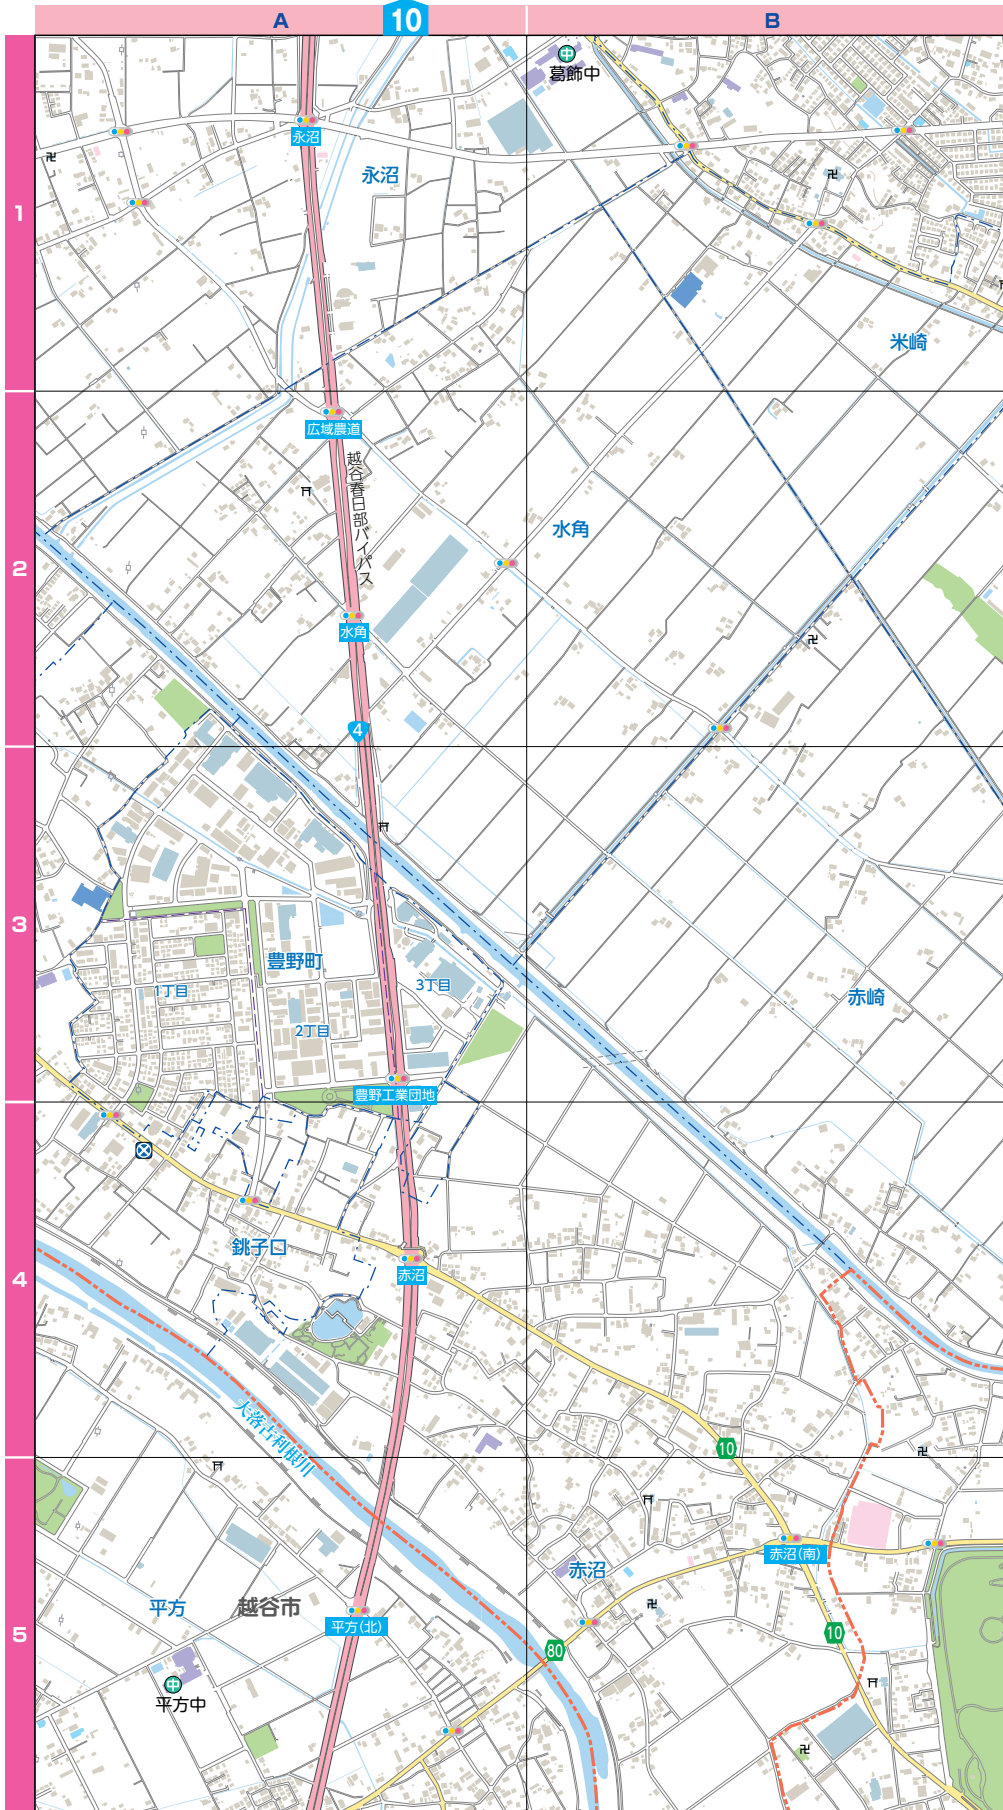 A
10
B
1
2
3
4
5
葛飾中
永沼
永沼
米崎
広域農道
越谷春日部バイパス
水角
水角
4
豊野町
1丁目
2丁目
3丁目
赤崎
豊野工業団地
銚子口
赤沼
大落古利根川
10
赤沼(南)
赤沼
平方
越谷市
平方(北)
80
10
平方中